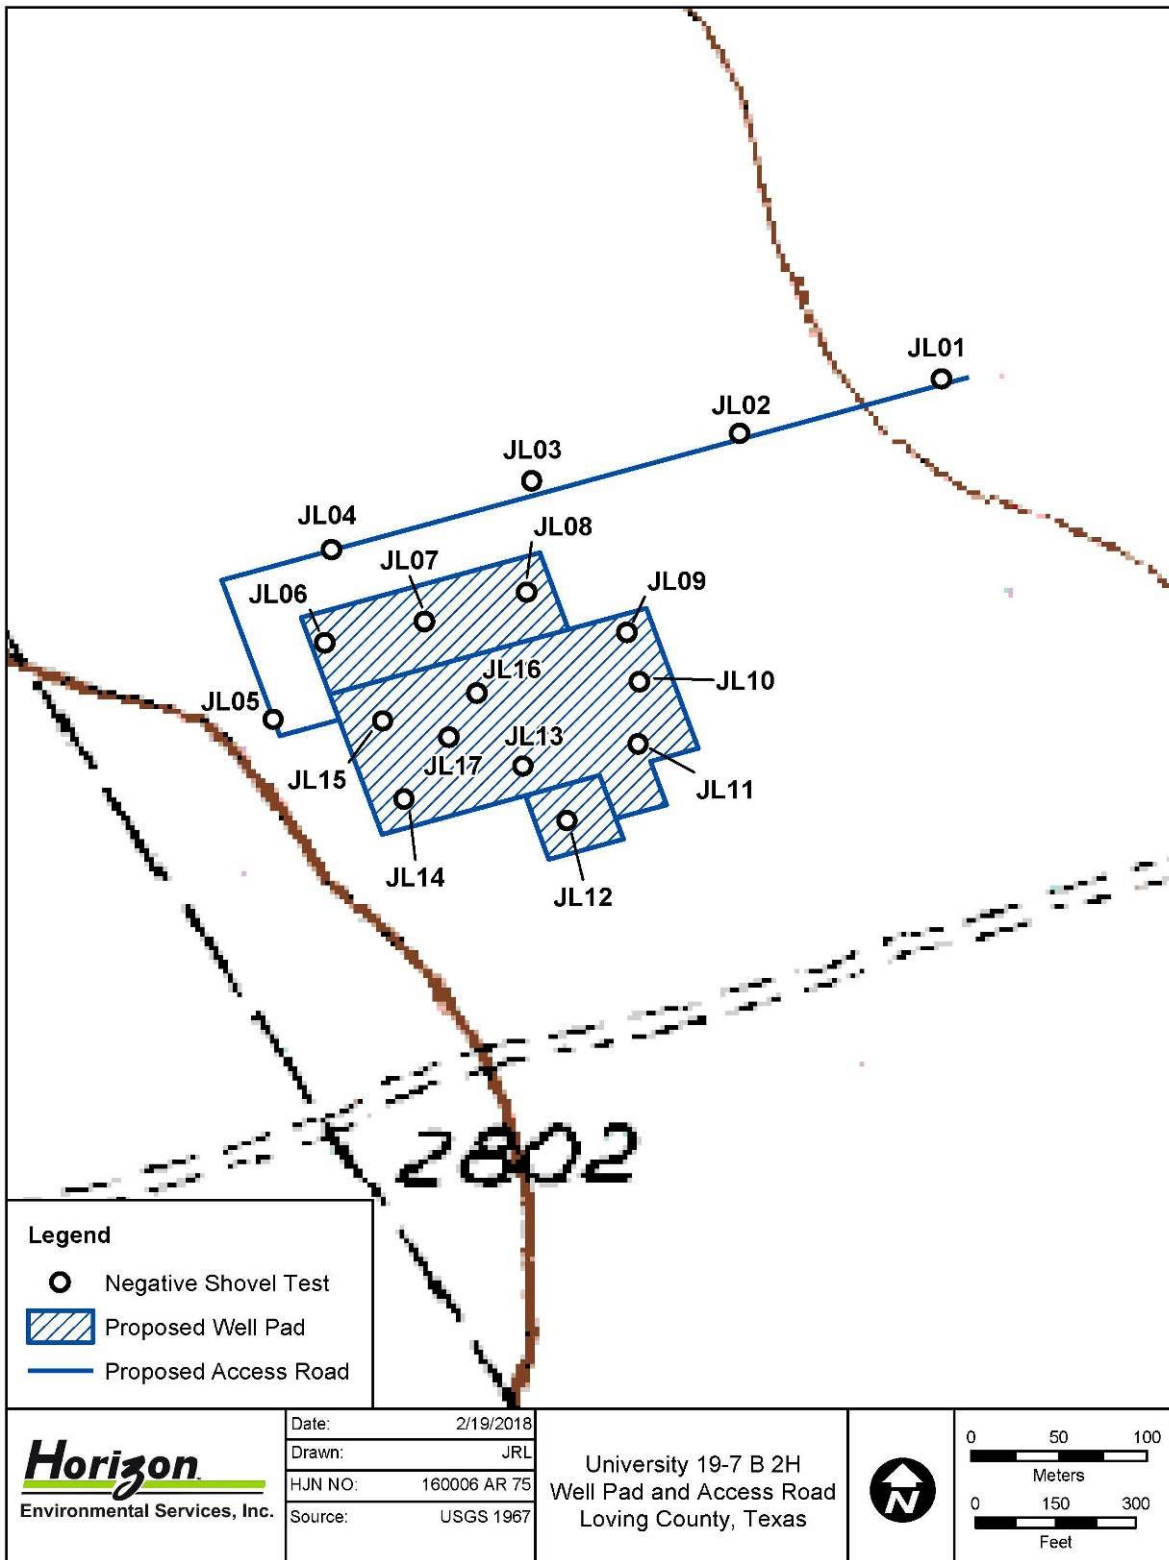 JL01
JL02
JL03
JL04
JL08
JL07
JL06
JL09
JL16
JL10
JL05
JL13
JL17
JL15
JL11
JL14
JL12
2802
Legend
Negative Shovel Test
Proposed Well Pad
Proposed Access Road
Horizon
Environmental Services, Inc.
Date: 2/19/2018
Drawn: JRL
HJN NO: 160006 AR 75
Source: USGS 1967
University 19-7 B 2H
Well Pad and Access Road
Loving County, Texas
N
0 50 100
Meters
0 150 300
Feet